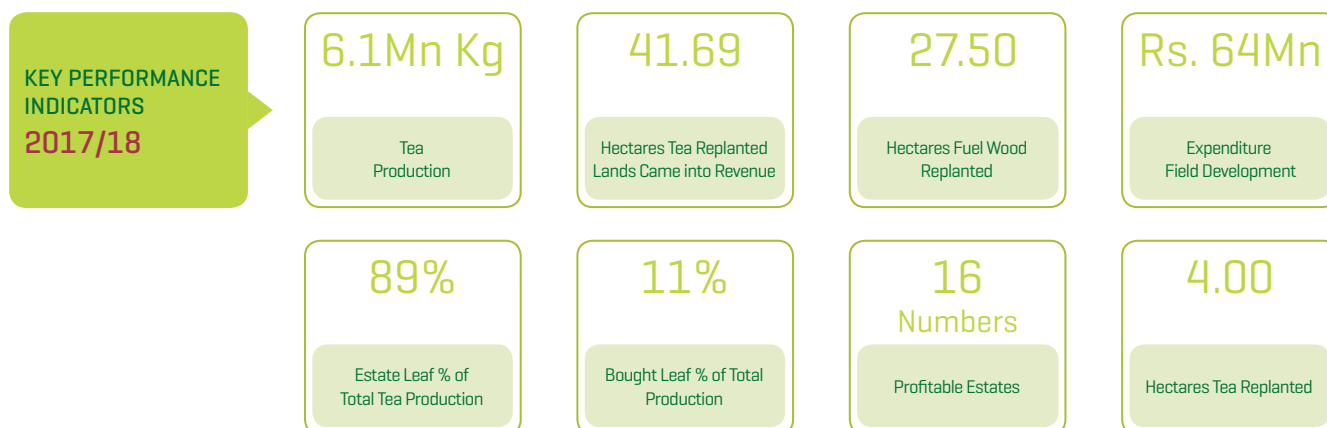 KEY PERFORMANCE
INDICATORS
2017/18
6.1Mn Kg
Tea
Production
41.69
Hectares Tea Replanted
Lands Came into Revenue
27.50
Hectares Fuel Wood
Replanted
Rs. 64Mn
Expenditure
Field Development
89%
Estate Leaf % of
Total Tea Production
11%
Bought Leaf % of Total
Production
16
Numbers
Profitable Estates
4.00
Hectares Tea Replanted